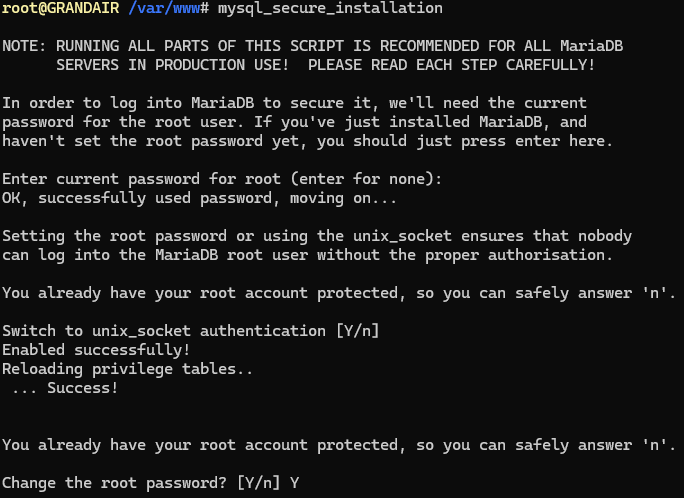 root@GRANDAIR /var/www# mysql_secure_installation

NOTE: RUNNING ALL PARTS OF THIS SCRIPT IS RECOMMENDED FOR ALL MariaDB
      SERVERS IN PRODUCTION USE!  PLEASE READ EACH STEP CAREFULLY!

In order to log into MariaDB to secure it, we'll need the current
password for the root user. If you've just installed MariaDB, and
haven't set the root password yet, you should just press enter here.

Enter current password for root (enter for none):
OK, successfully used password, moving on...

Setting the root password or using the unix_socket ensures that nobody
can log into the MariaDB root user without the proper authorisation.

You already have your root account protected, so you can safely answer 'n'.

Switch to unix_socket authentication [Y/n]
Enabled successfully!
Reloading privilege tables..
 ... Success!


You already have your root account protected, so you can safely answer 'n'.

Change the root password? [Y/n] Y